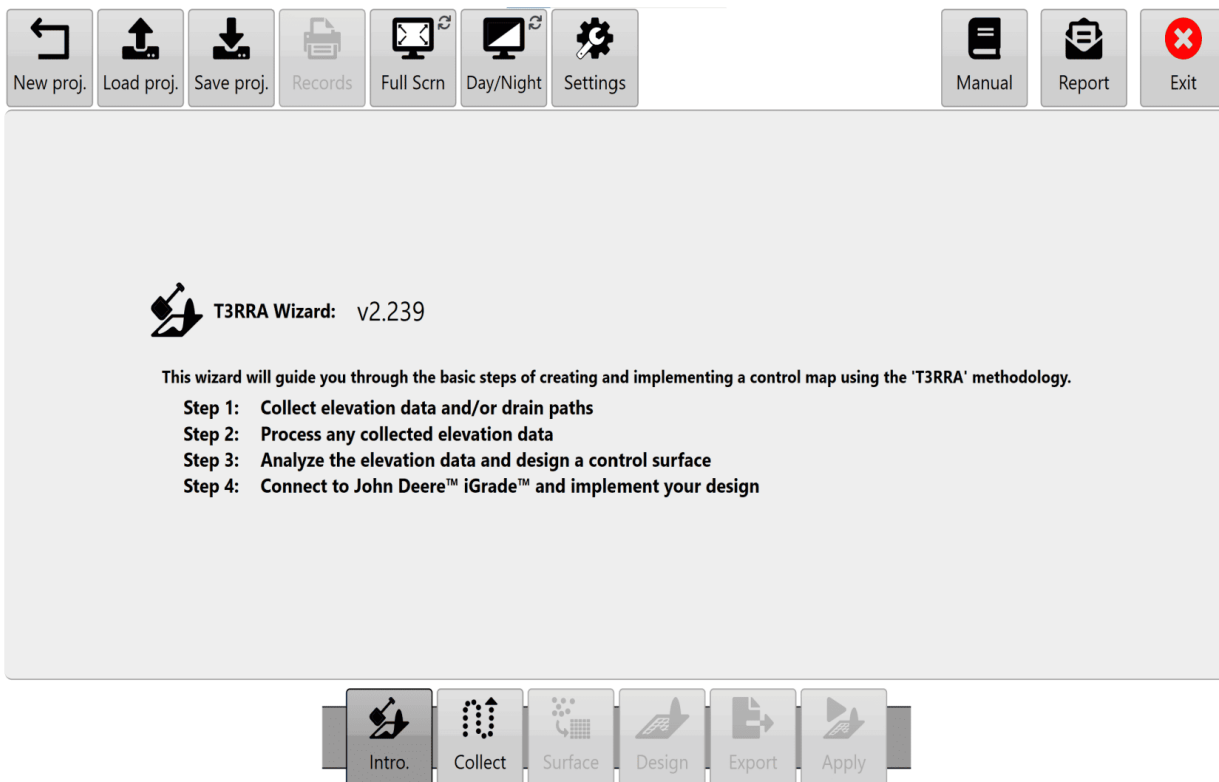 New proj. Load proj. Save proj. Records Full Scrn Day/Night Settings Manual Report Exit
T3RRA Wizard: v2.239
This wizard will guide you through the basic steps of creating and implementing a control map using the 'T3RRA' methodology.
Step 1: Collect elevation data and/or drain paths
Step 2: Process any collected elevation data
Step 3: Analyze the elevation data and design a control surface
Step 4: Connect to John Deere™ iGrade™ and implement your design
Intro. Collect Surface Design Export Apply